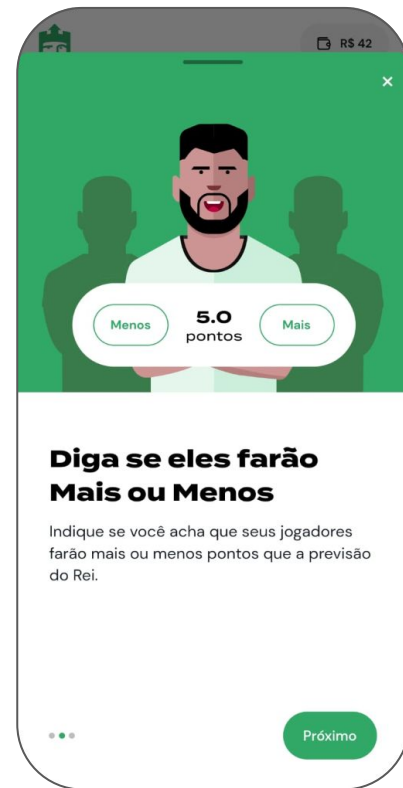 R$ 42
Menos
5.0
pontos
Mais
Diga se eles farão
Mais ou Menos
Indique se você acha que seus jogadores
farão mais ou menos pontos que a previsão
do Rei.
Próximo